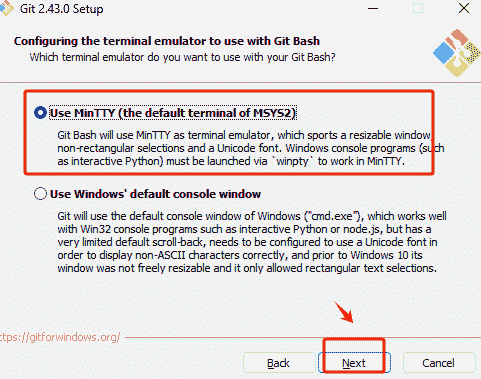 Git 2.43.0 Setup
Configuring the terminal emulator to use with Git Bash
Which terminal emulator do you want to use with your Git Bash?
Use MinTTY (the default terminal of MSYS2)
Git Bash will use MinTTY as terminal emulator, which sports a resizable window,
non-rectangular selections and a Unicode font. Windows console programs (such
as interactive Python) must be launched via `winpty` to work in MinTTY.
Use Windows' default console window
Git will use the default console window of Windows ("cmd.exe"), which works well
with Win32 console programs such as interactive Python or node.js, but has a
very limited default scroll-back, needs to be configured to use a Unicode font in
order to display non-ASCII characters correctly, and prior to Windows 10 its
window was not freely resizable and it only allowed rectangular text selections.
ttps://gitforwindows.org/
Back Next Cancel